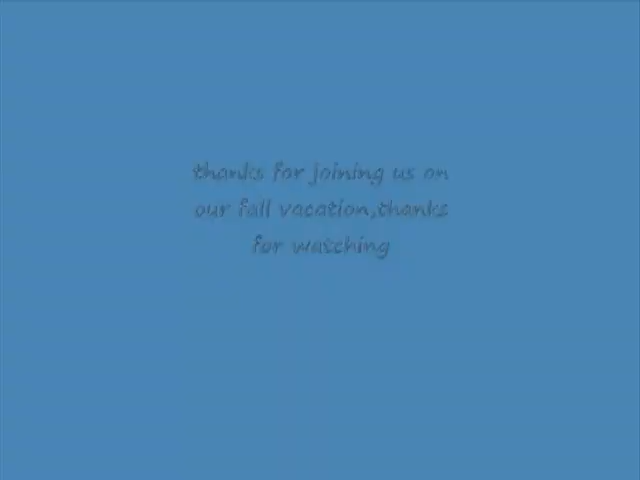 thanks for joining us on
our fall vacation,thanks
for watching